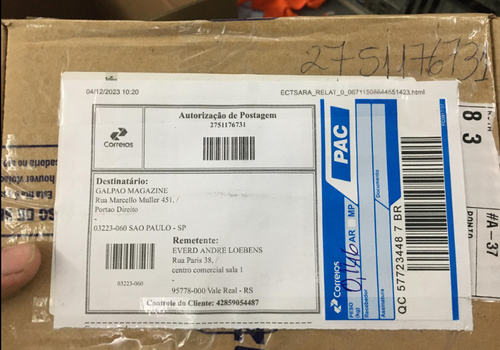 2751176731
04/12/2023 10:20
Autorização de Postagem
2751176731
Correios
Destinatário:
GALPAO MAGAZINE
Rua Marcello Muller 451, /
Portao Direito
-
03223-060 SAO PAULO - SP
Remetente:
EVERD ANDRE LOEBENS
Rua Paris 38, /
centro comercial sala 1
-
95778-000 Vale Real - RS
03223-060
Controle do Cliente: 42859054487
PAC
Correios
PESO
(kg)
AR
MP
Recebedor
Assinatura
Documento
QC 57723448 7 BR
8 3
#A-37